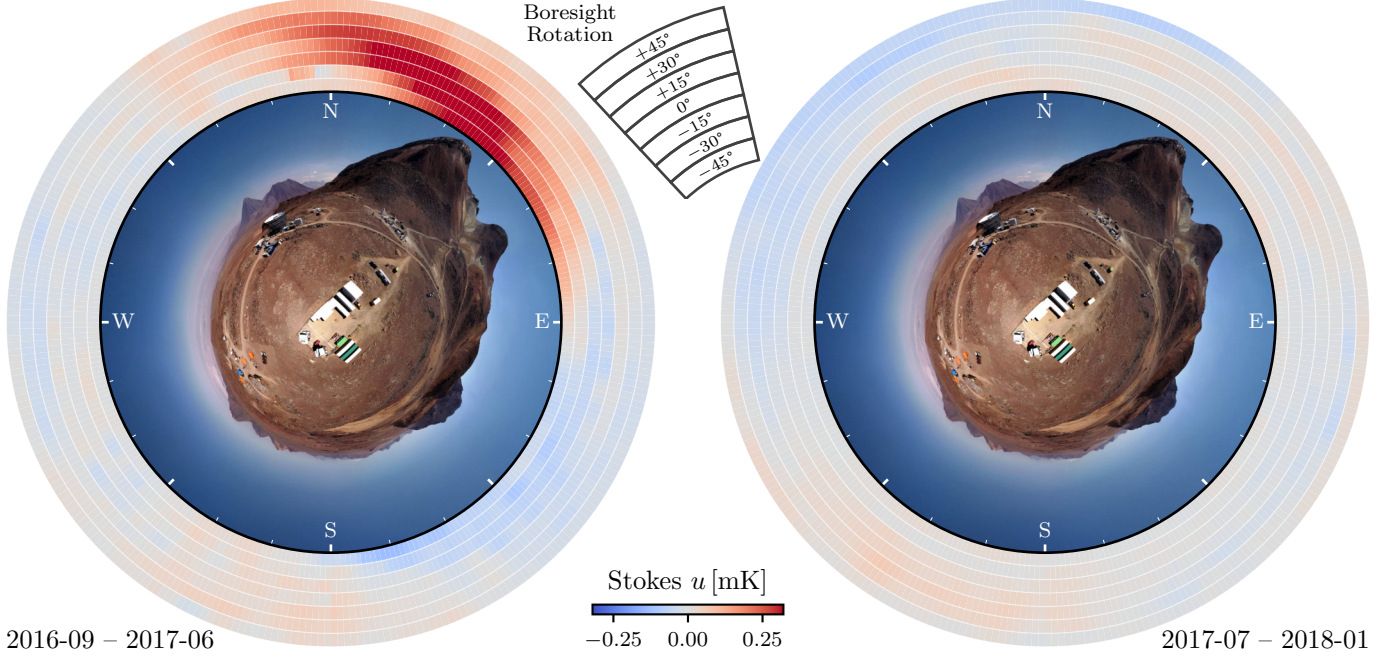 Boresight
Rotation
+45°
+30°
+15°
0°
−15°
−30°
−45°
N
W
E
S
N
W
E
S
Stokes u [mK]
−0.25 0.00 0.25
2016-09 – 2017-06
2017-07 – 2018-01